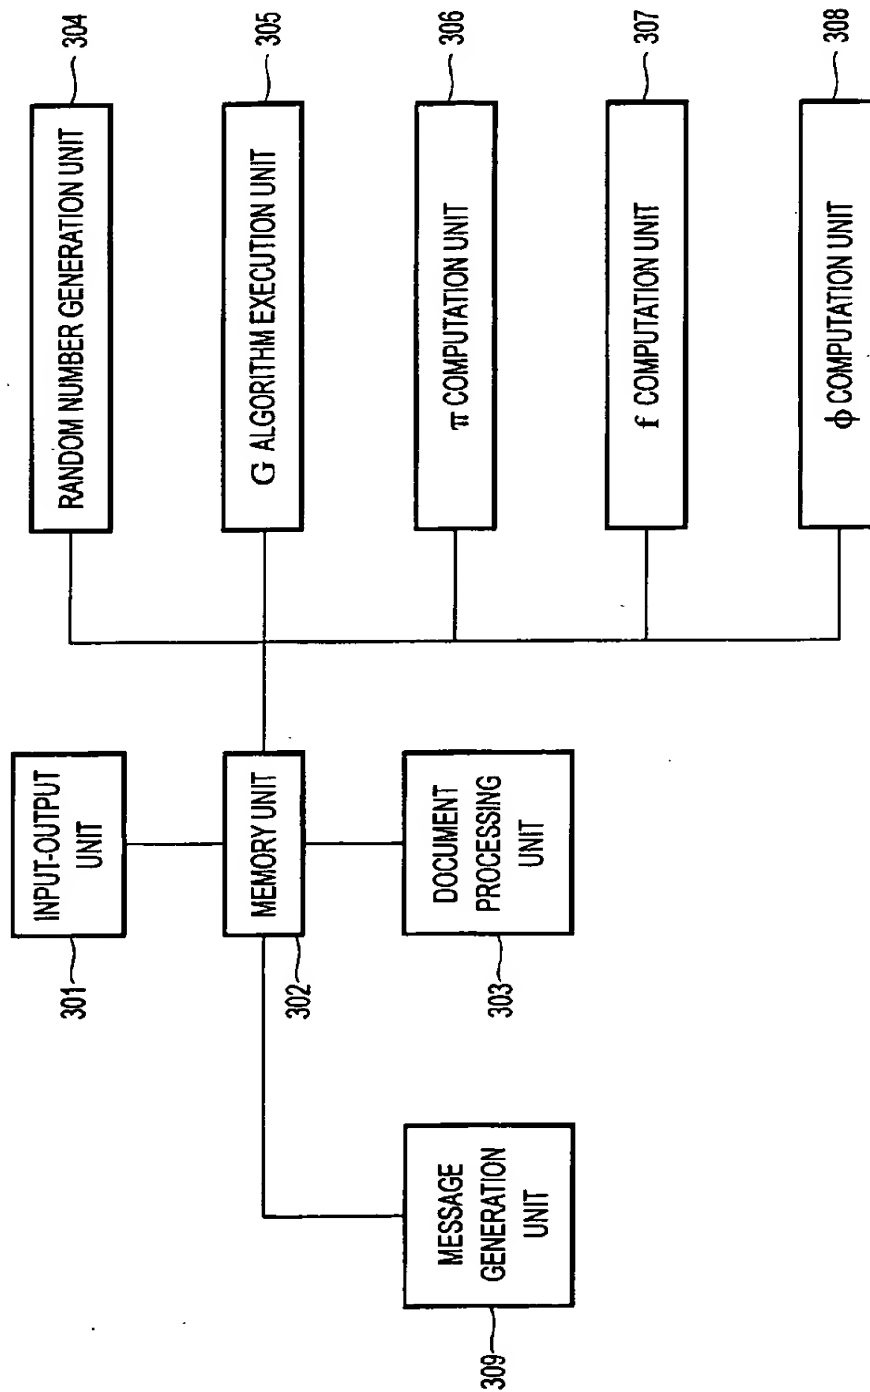 301
INPUT-OUTPUT
UNIT
302
MEMORY UNIT
303
DOCUMENT
PROCESSING
UNIT
309
MESSAGE
GENERATION
UNIT
RANDOM NUMBER GENERATION UNIT
304
G ALGORITHM EXECUTION UNIT
305
π COMPUTATION UNIT
306
f COMPUTATION UNIT
307
ϕ COMPUTATION UNIT
308